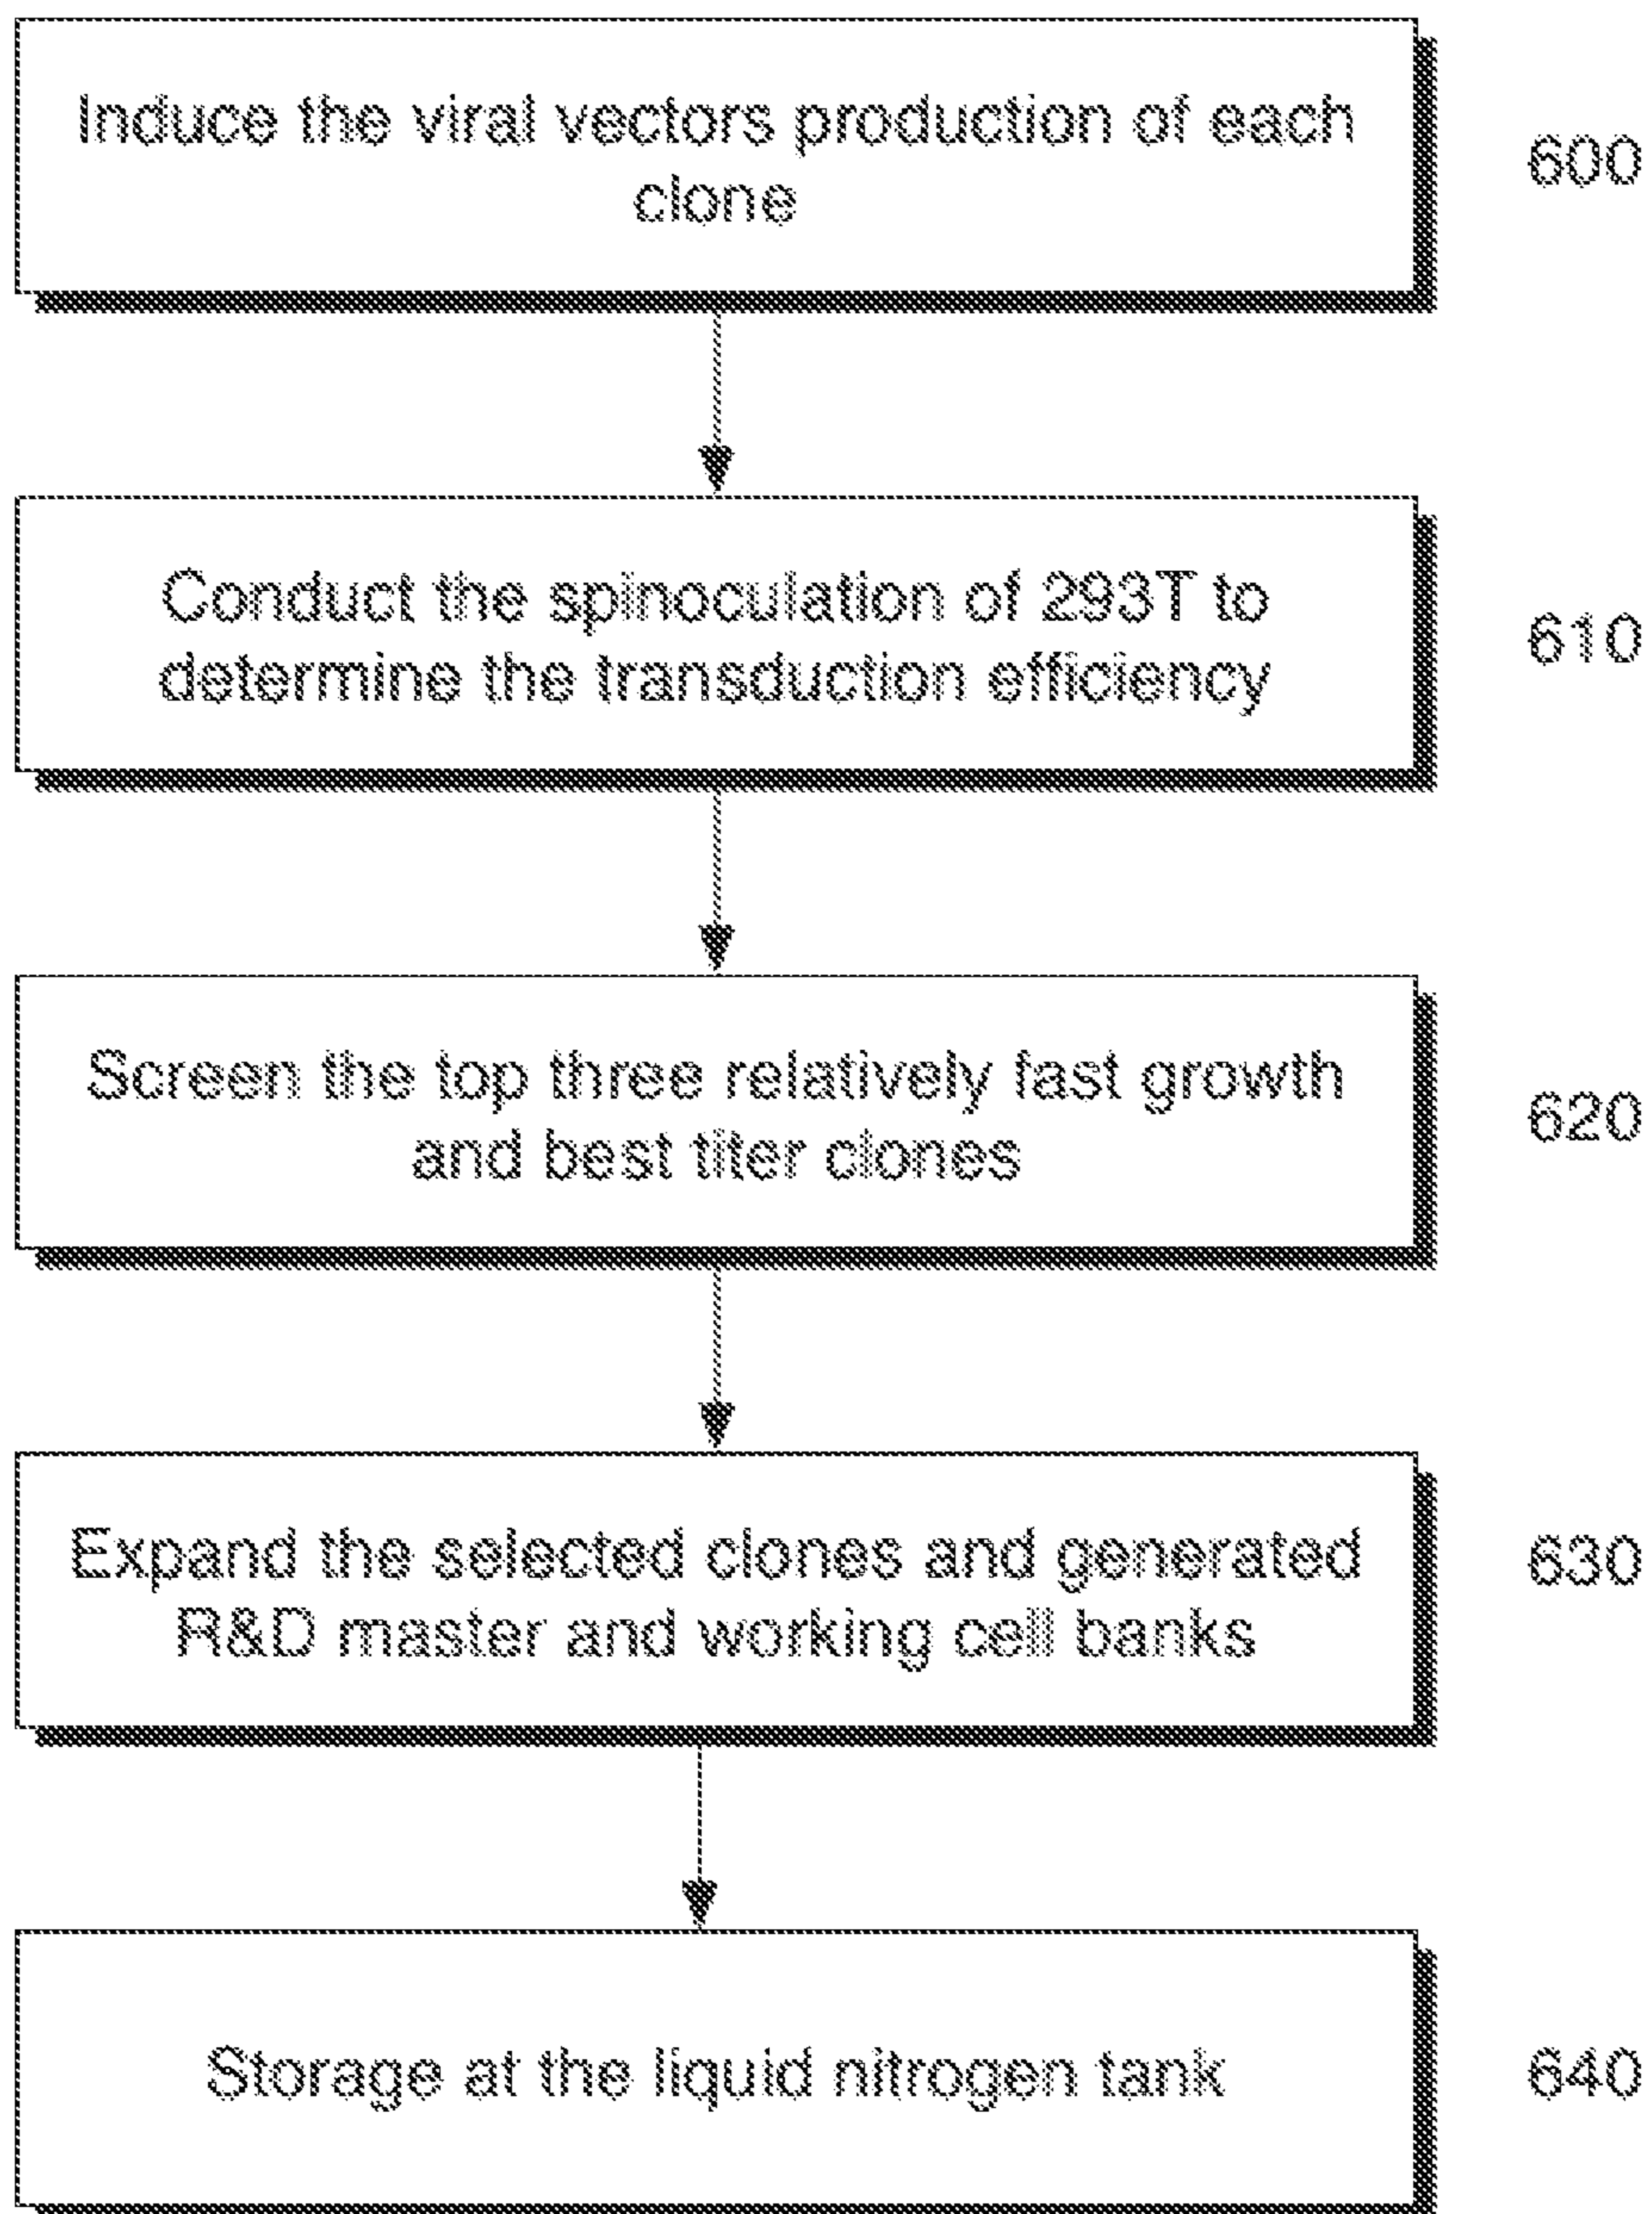 Induce the viral vectors production of each
clone
600
Conduct the spinoculation of 293T to
determine the transduction efficiency
610
Screen the top three relatively fast growth
and best titer clones
620
Expand the selected clones and generated
R&D master and working cell banks
630
Storage at the liquid nitrogen tank
640